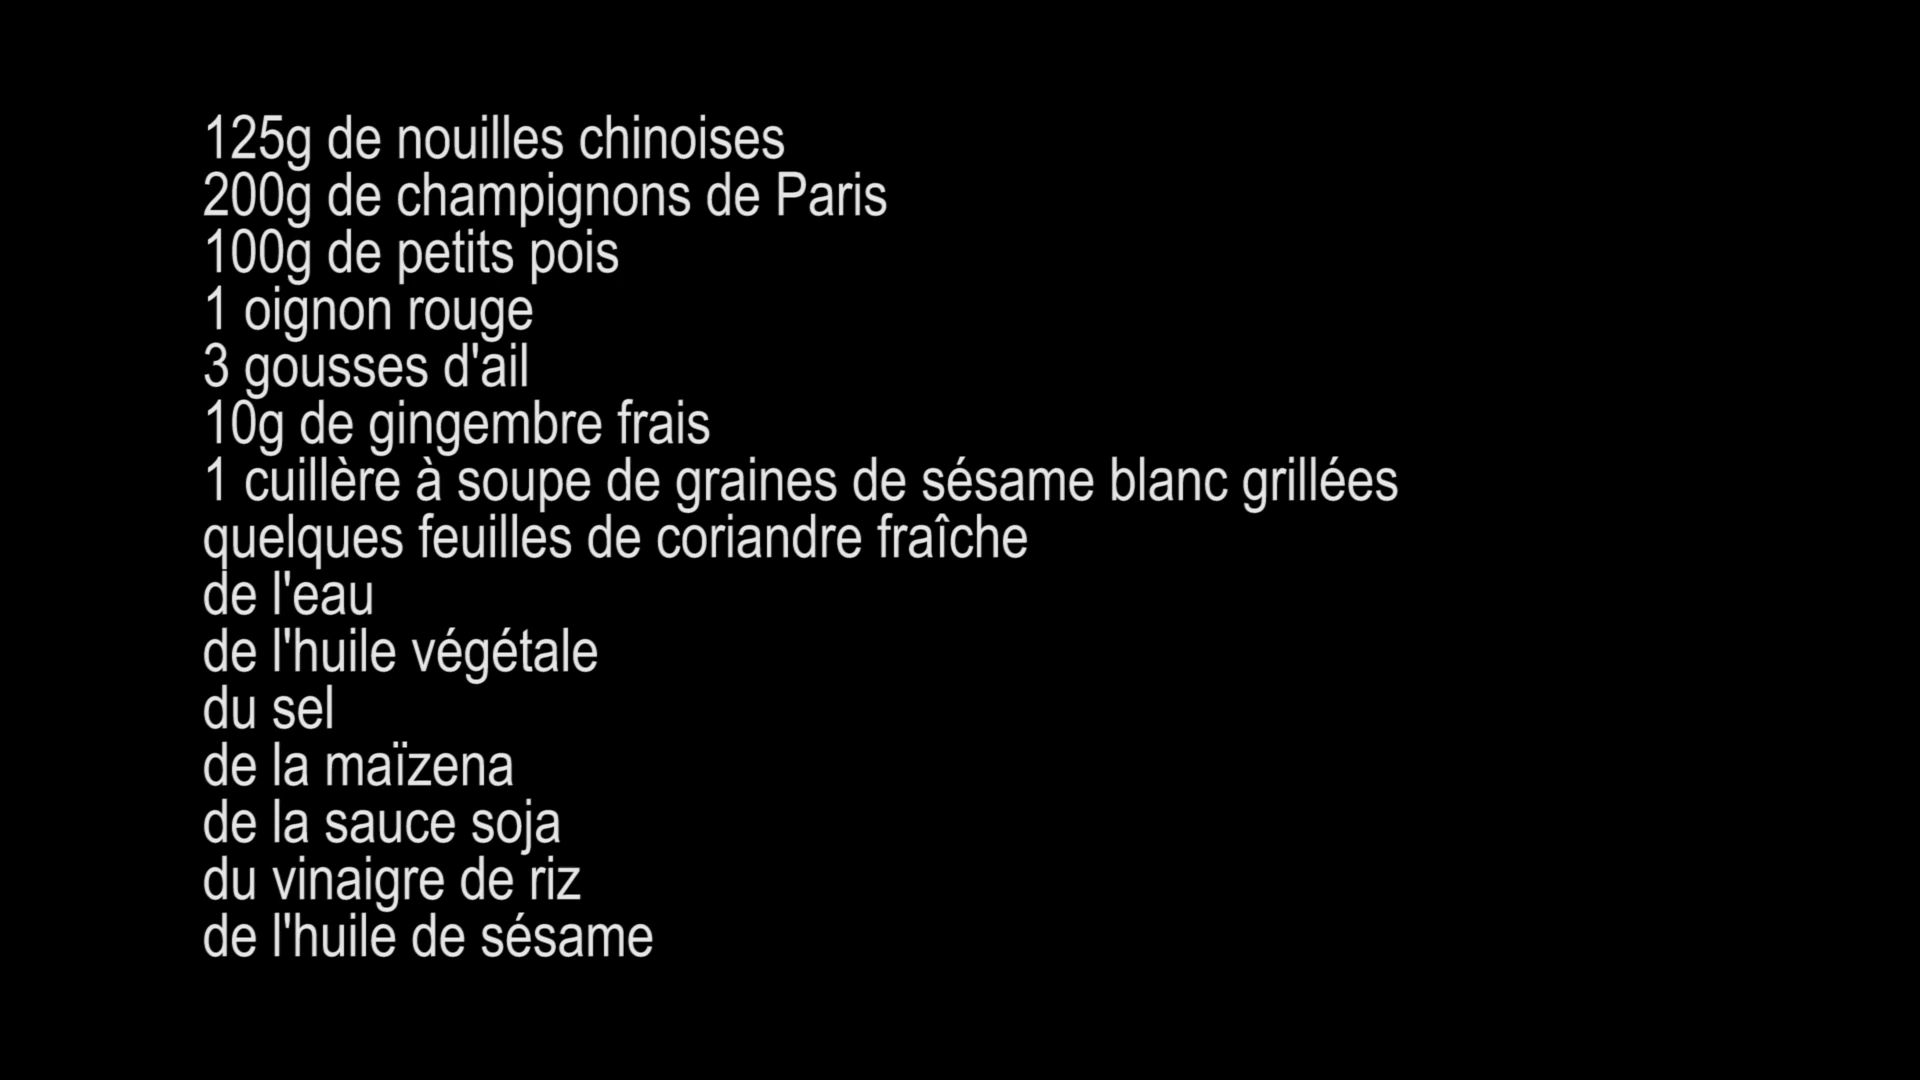 125g de nouilles chinoises
200g de champignons de Paris
100g de petits pois
1 oignon rouge
3 gousses d'ail
10g de gingembre frais
1 cuillère à soupe de graines de sésame blanc grillées
quelques feuilles de coriandre fraîche
de l'eau
de l'huile végétale
du sel
de la maïzena
de la sauce soja
du vinaigre de riz
de l'huile de sésame